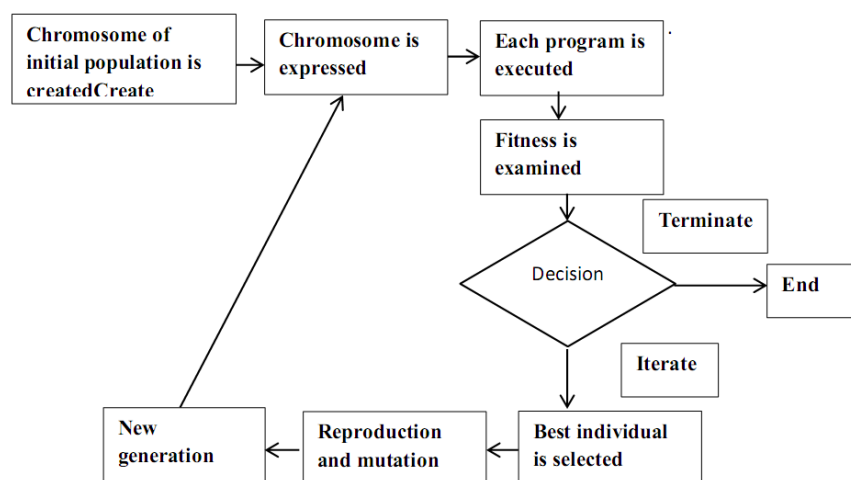 Chromosome of
initial population is
createdCreate
Chromosome is
expressed
Each program is
executed
Fitness is
examined
Terminate
Decision
End
Iterate
Best individual
is selected
Reproduction
and mutation
New
generation